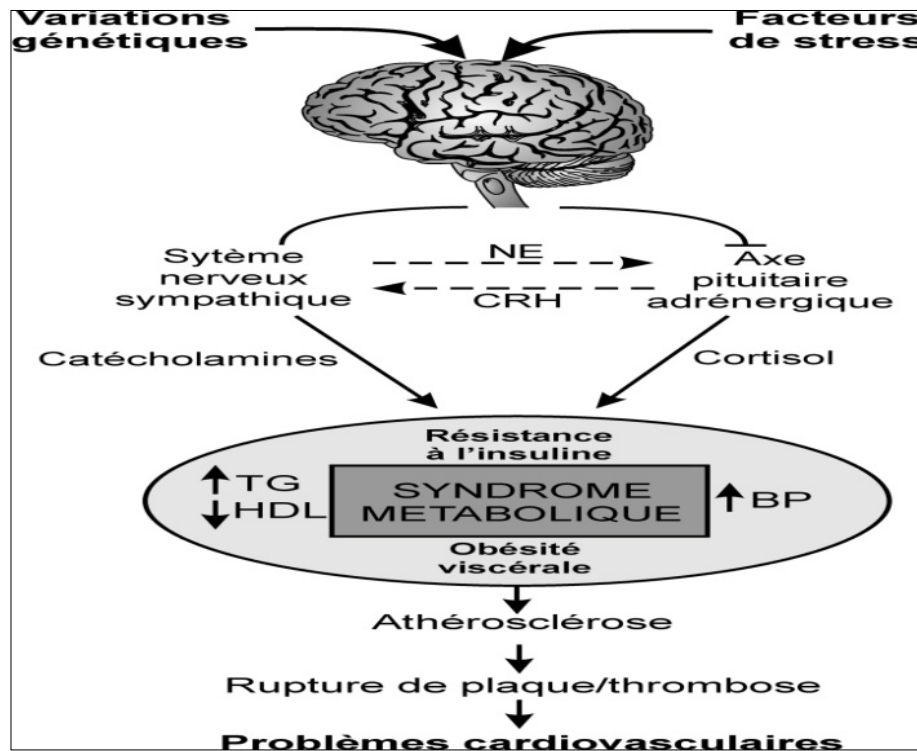 Variations
génétiques
Facteurs
de stress
Sytème
nerveux
sympathique
NE
CRH
Axe
pituitaire
adrénergique
Catécholamines
Cortisol
Résistance
à l'insuline
TG
HDL
SYNDROME
METABOLIQUE
BP
Obésité
viscérale
Athérosclérose
Rupture de plaque/thrombose
Problèmes cardiovasculaires